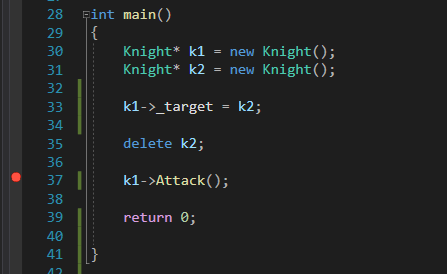 28 int main()
29 {
30 Knight* k1 = new Knight();
31 Knight* k2 = new Knight();
32
33 k1->_target = k2;
34
35 delete k2;
36
37 k1->Attack();
38
39 return 0;
40
41 }